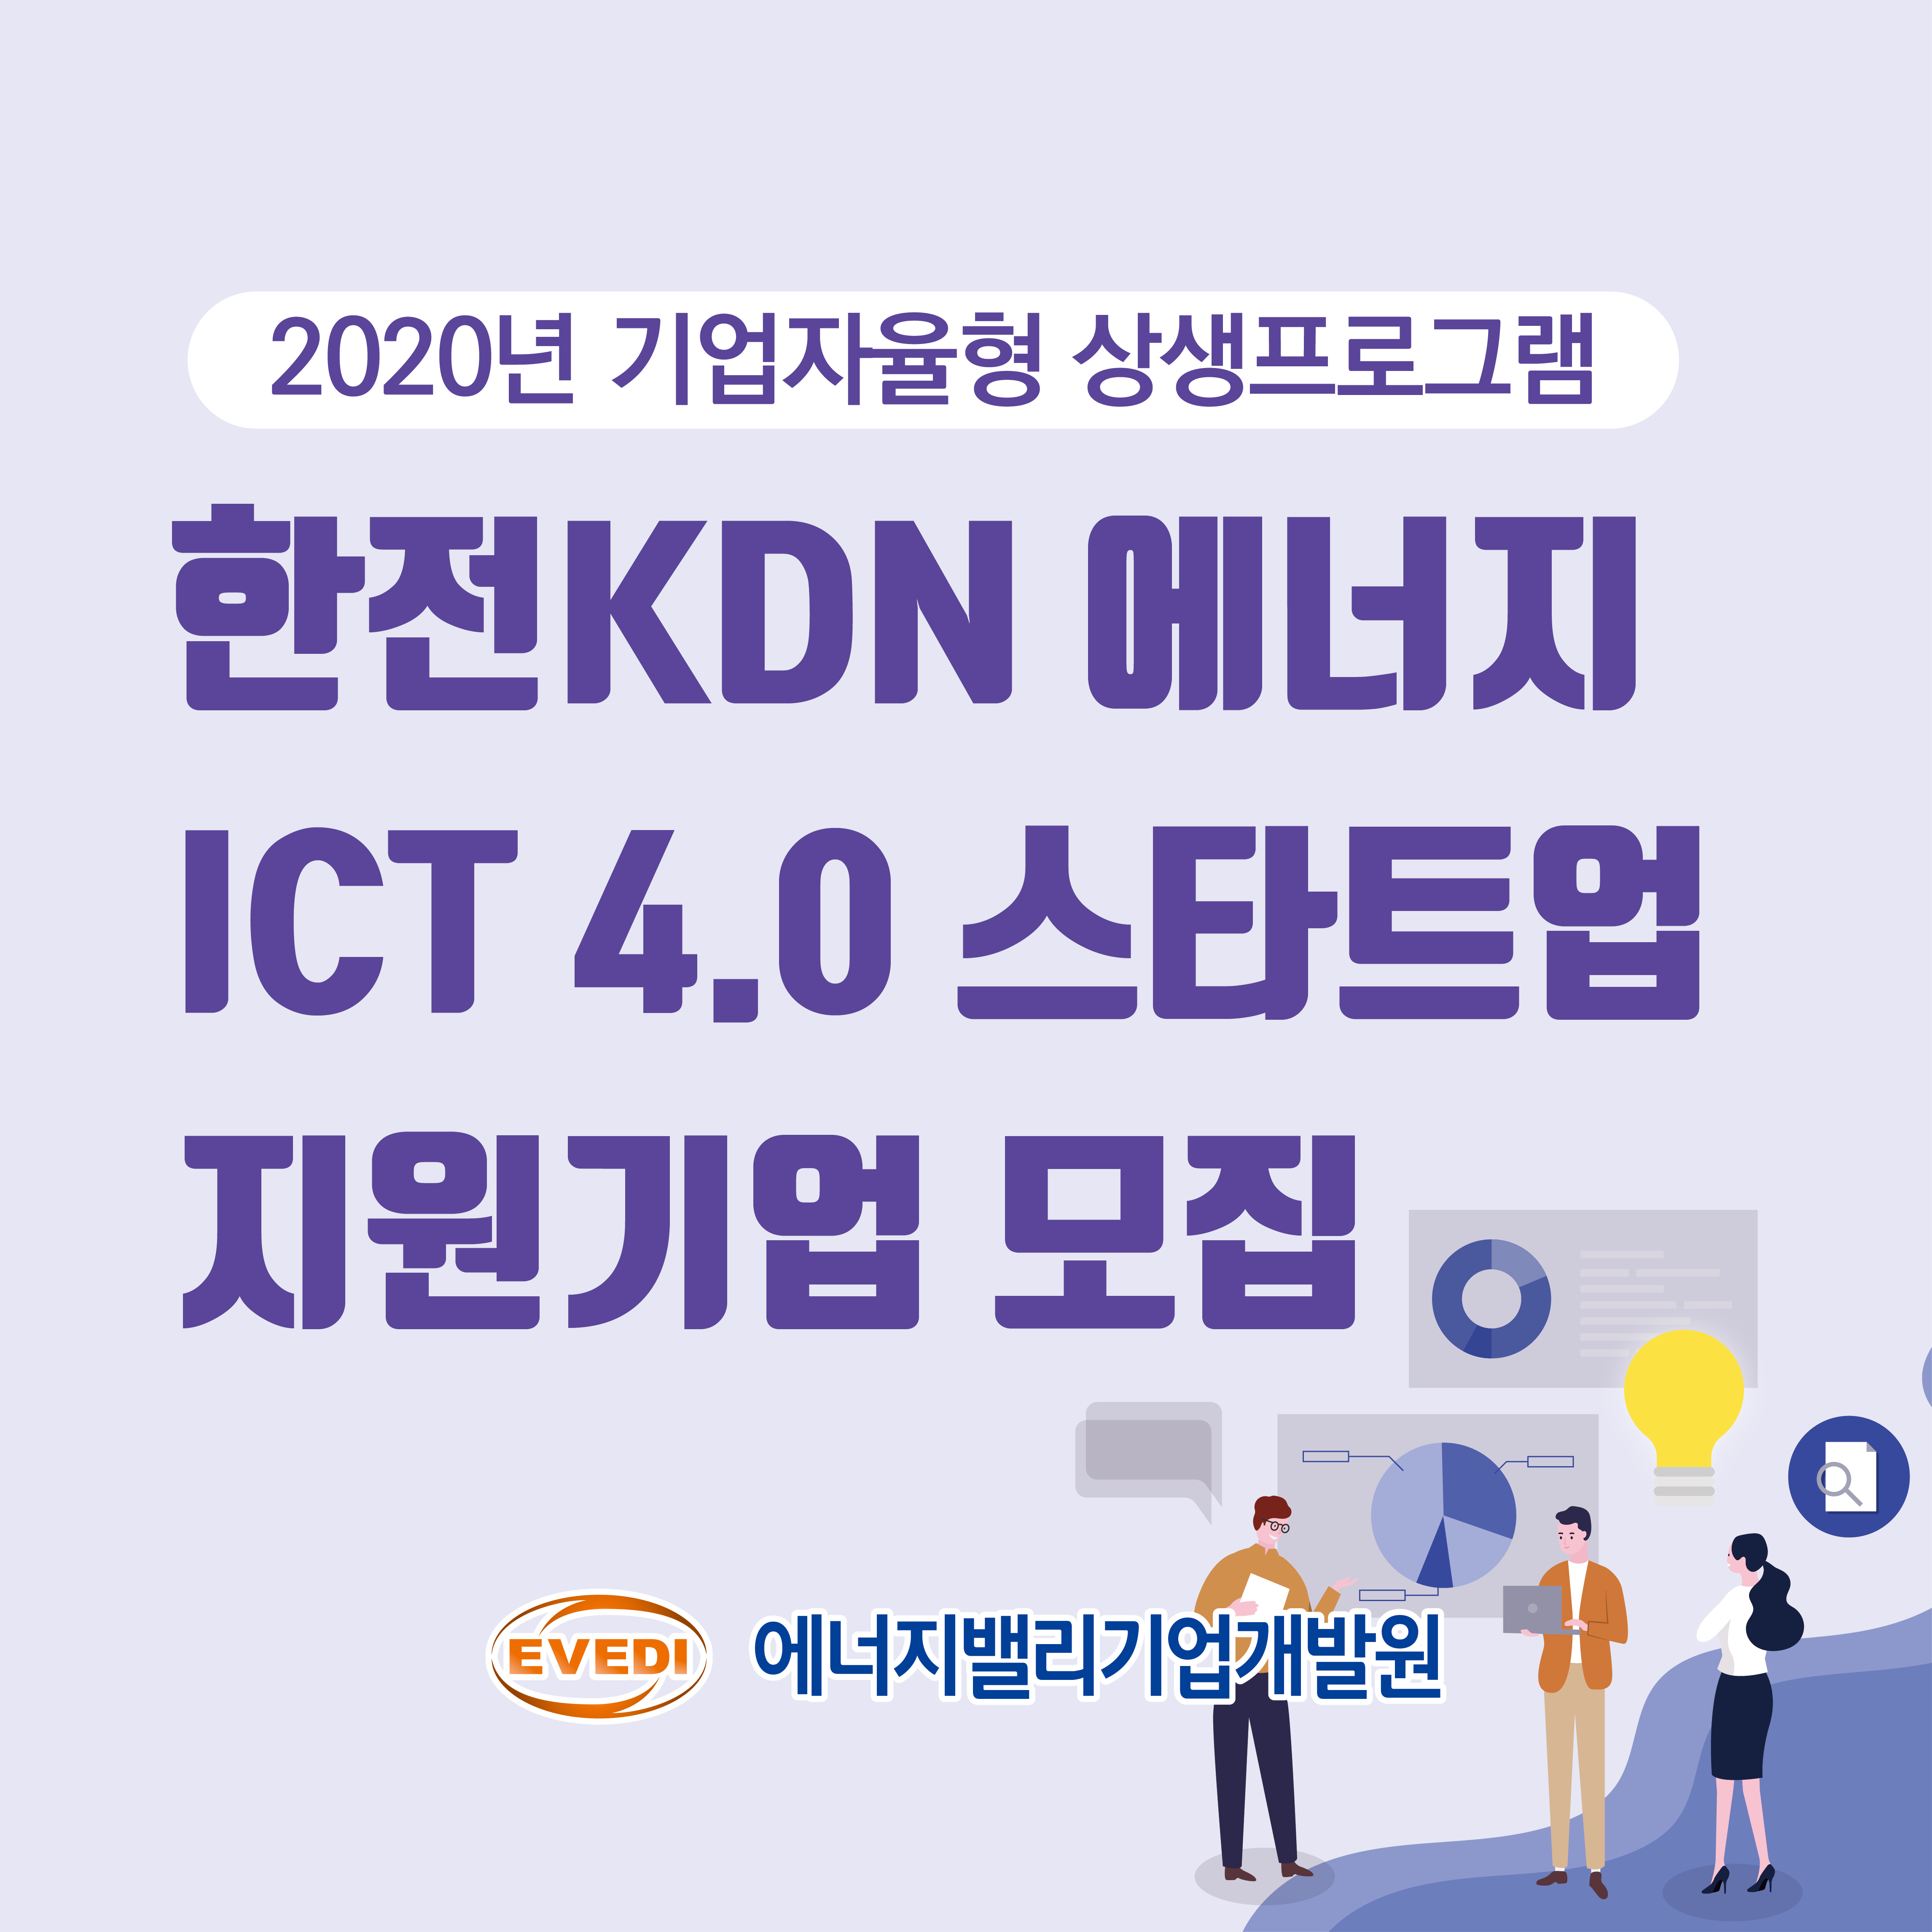 2020년 기업자율형 상생프로그램
한전KDN 에너지
ICT 4.0 스타트업
지원기업 모집
EVEDI 에너지밸리기업개발원